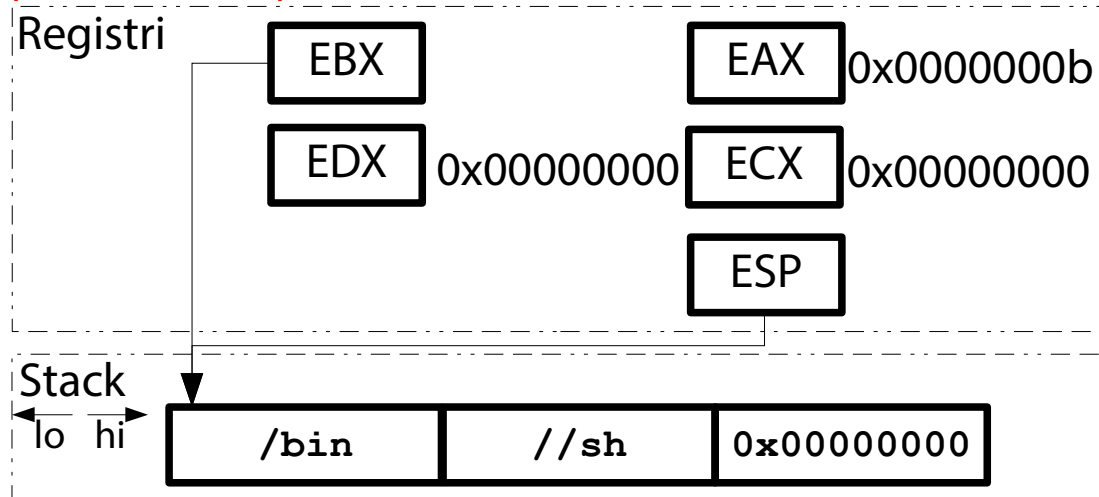 Registri
EBX
EAX 0x0000000b
EDX 0x00000000
ECX 0x00000000
ESP
Stack
lo hi
/bin //sh 0x00000000